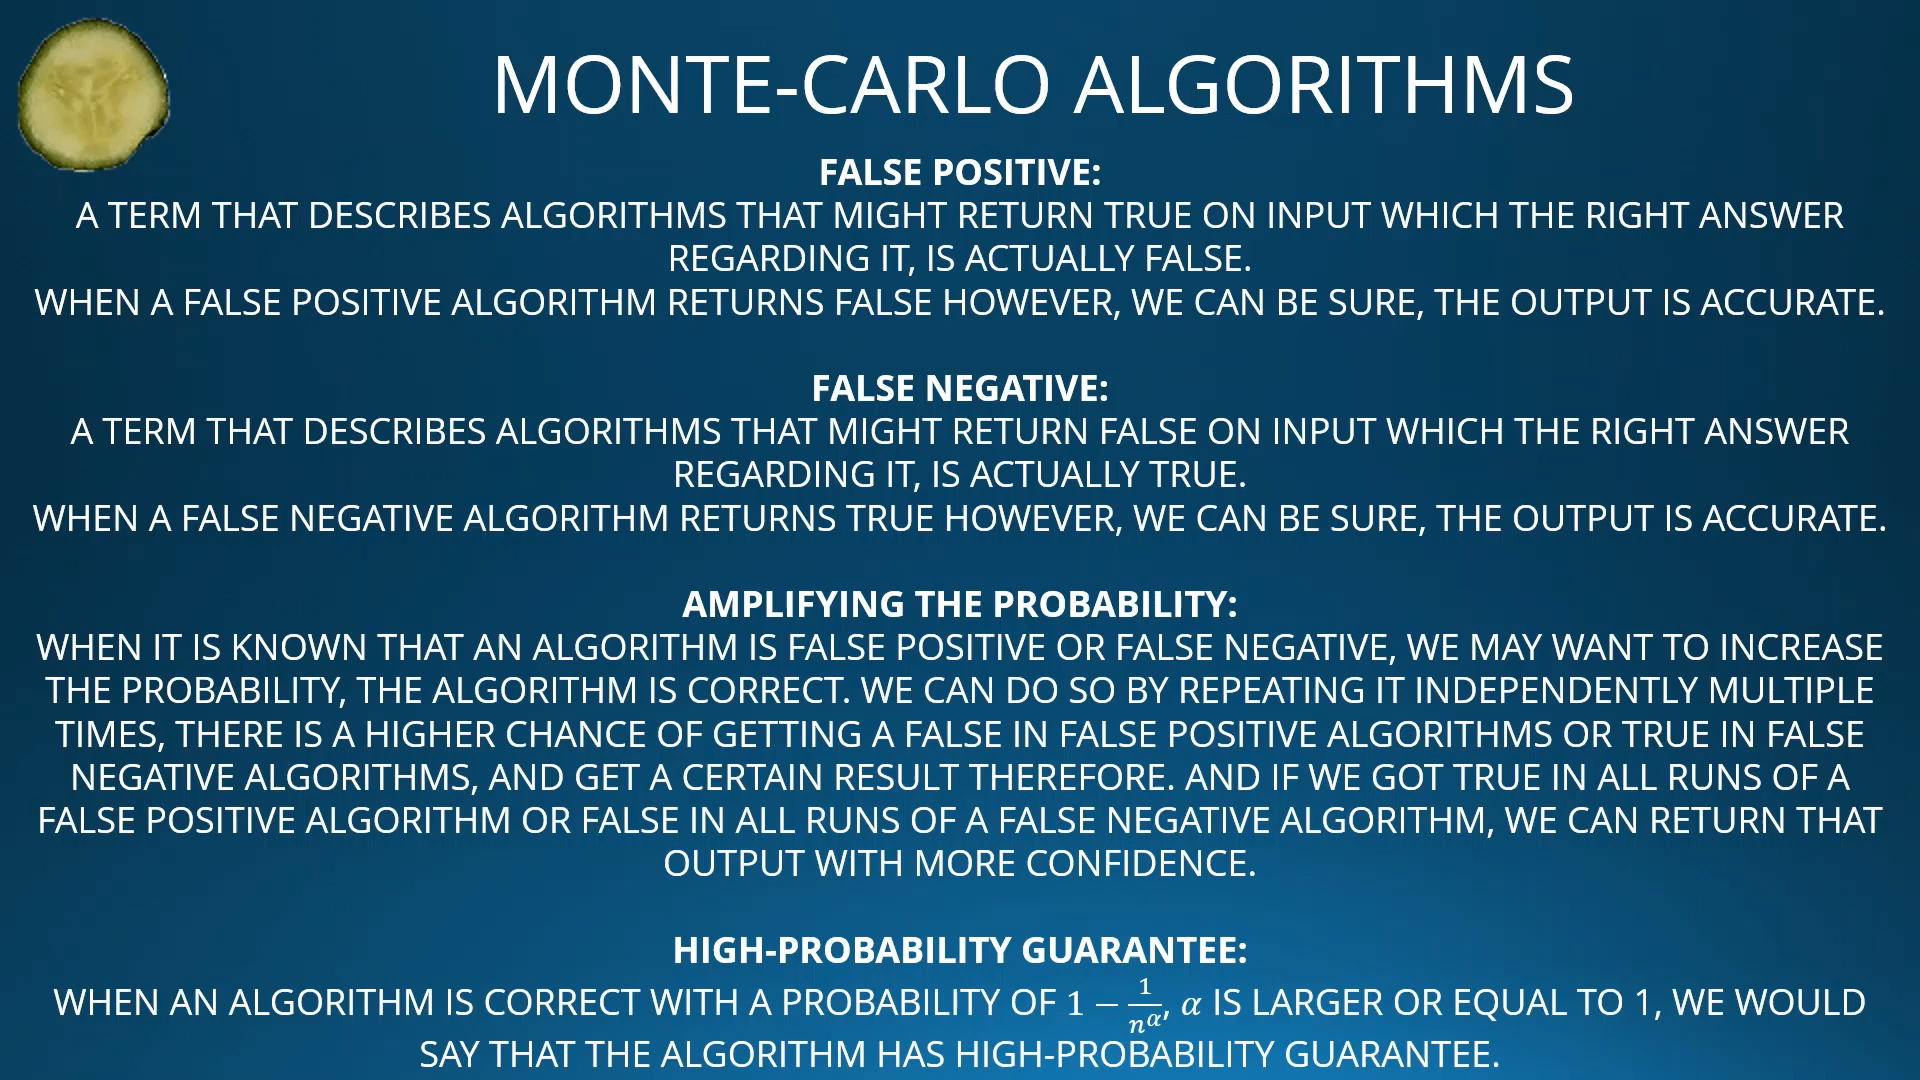 MONTE-CARLO ALGORITHMS
FALSE POSITIVE:
A TERM THAT DESCRIBES ALGORITHMS THAT MIGHT RETURN TRUE ON INPUT WHICH THE RIGHT ANSWER
REGARDING IT, IS ACTUALLY FALSE.
WHEN A FALSE POSITIVE ALGORITHM RETURNS FALSE HOWEVER, WE CAN BE SURE, THE OUTPUT IS ACCURATE.
FALSE NEGATIVE:
A TERM THAT DESCRIBES ALGORITHMS THAT MIGHT RETURN FALSE ON INPUT WHICH THE RIGHT ANSWER
REGARDING IT, IS ACTUALLY TRUE.
WHEN A FALSE NEGATIVE ALGORITHM RETURNS TRUE HOWEVER, WE CAN BE SURE, THE OUTPUT IS ACCURATE.
AMPLIFYING THE PROBABILITY:
WHEN IT IS KNOWN THAT AN ALGORITHM IS FALSE POSITIVE OR FALSE NEGATIVE, WE MAY WANT TO INCREASE
THE PROBABILITY, THE ALGORITHM IS CORRECT. WE CAN DO SO BY REPEATING IT INDEPENDENTLY MULTIPLE
TIMES, THERE IS A HIGHER CHANCE OF GETTING A FALSE IN FALSE POSITIVE ALGORITHMS OR TRUE IN FALSE
NEGATIVE ALGORITHMS, AND GET A CERTAIN RESULT THEREFORE. AND IF WE GOT TRUE IN ALL RUNS OF A
FALSE POSITIVE ALGORITHM OR FALSE IN ALL RUNS OF A FALSE NEGATIVE ALGORITHM, WE CAN RETURN THAT
OUTPUT WITH MORE CONFIDENCE.
HIGH-PROBABILITY GUARANTEE:
WHEN AN ALGORITHM IS CORRECT WITH A PROBABILITY OF $1-\frac{1}{n^{\alpha}}$, $\alpha$ IS LARGER OR EQUAL TO 1, WE WOULD
SAY THAT THE ALGORITHM HAS HIGH-PROBABILITY GUARANTEE.